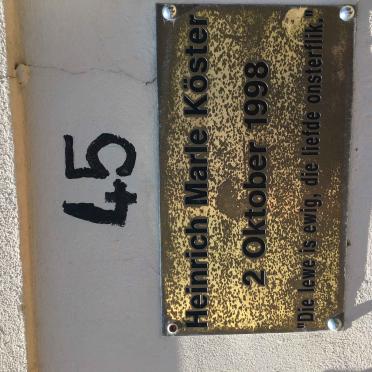 45
Heinrich Marle Köster
2 Oktober 1998
"Die lewe is ewig, die liefde onsterflik."